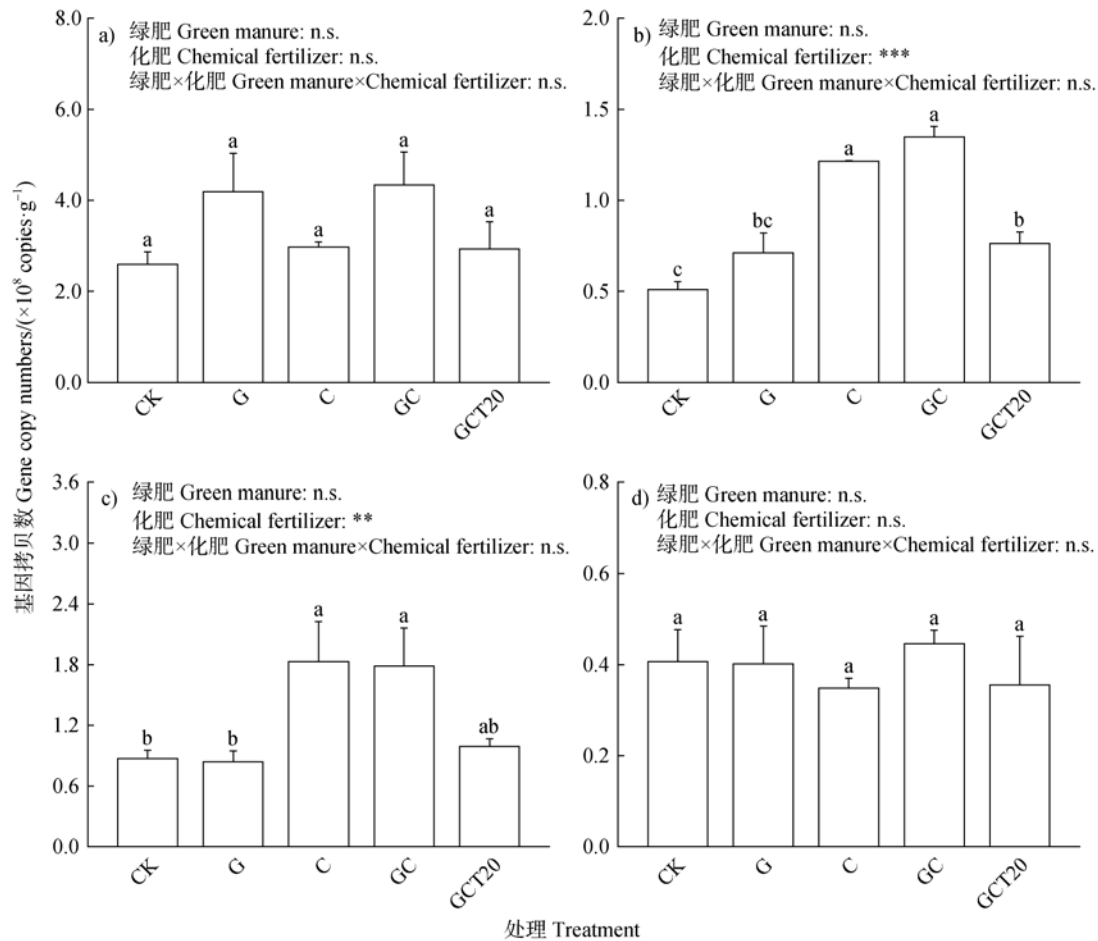 基因拷贝数 Gene copy numbers/(×10⁸ copies·g⁻¹)
a) 绿肥 Green manure: n.s.
化肥 Chemical fertilizer: n.s.
绿肥×化肥 Green manure×Chemical fertilizer: n.s.
8.0
6.0
4.0
2.0
0.0
a
a
a
a
a
CK
G
C
GC
GCT20
b) 绿肥 Green manure: n.s.
化肥 Chemical fertilizer: ***
绿肥×化肥 Green manure×Chemical fertilizer: n.s.
2.0
1.5
1.0
0.5
0.0
c
bc
a
a
b
CK
G
C
GC
GCT20
c) 绿肥 Green manure: n.s.
化肥 Chemical fertilizer: **
绿肥×化肥 Green manure×Chemical fertilizer: n.s.
3.6
3.0
2.4
1.8
1.2
0.6
0.0
b
b
a
a
ab
CK
G
C
GC
GCT20
d) 绿肥 Green manure: n.s.
化肥 Chemical fertilizer: n.s.
绿肥×化肥 Green manure×Chemical fertilizer: n.s.
0.8
0.6
0.4
0.2
0.0
a
a
a
a
a
CK
G
C
GC
GCT20
处理 Treatment